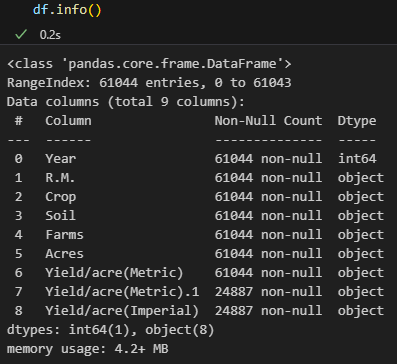 df.info()
✓ 0.2s
<class 'pandas.core.frame.DataFrame'>
RangeIndex: 61044 entries, 0 to 61043
Data columns (total 9 columns):
 #   Column                Non-Null Count  Dtype
---  ------                --------------  -----
 0   Year                  61044 non-null  int64
 1   R.M.                  61044 non-null  object
 2   Crop                  61044 non-null  object
 3   Soil                  61044 non-null  object
 4   Farms                 61044 non-null  object
 5   Acres                 61044 non-null  object
 6   Yield/acre(Metric)    61044 non-null  object
 7   Yield/acre(Metric).1  24887 non-null  object
 8   Yield/acre(Imperial)  24887 non-null  object
dtypes: int64(1), object(8)
memory usage: 4.2+ MB